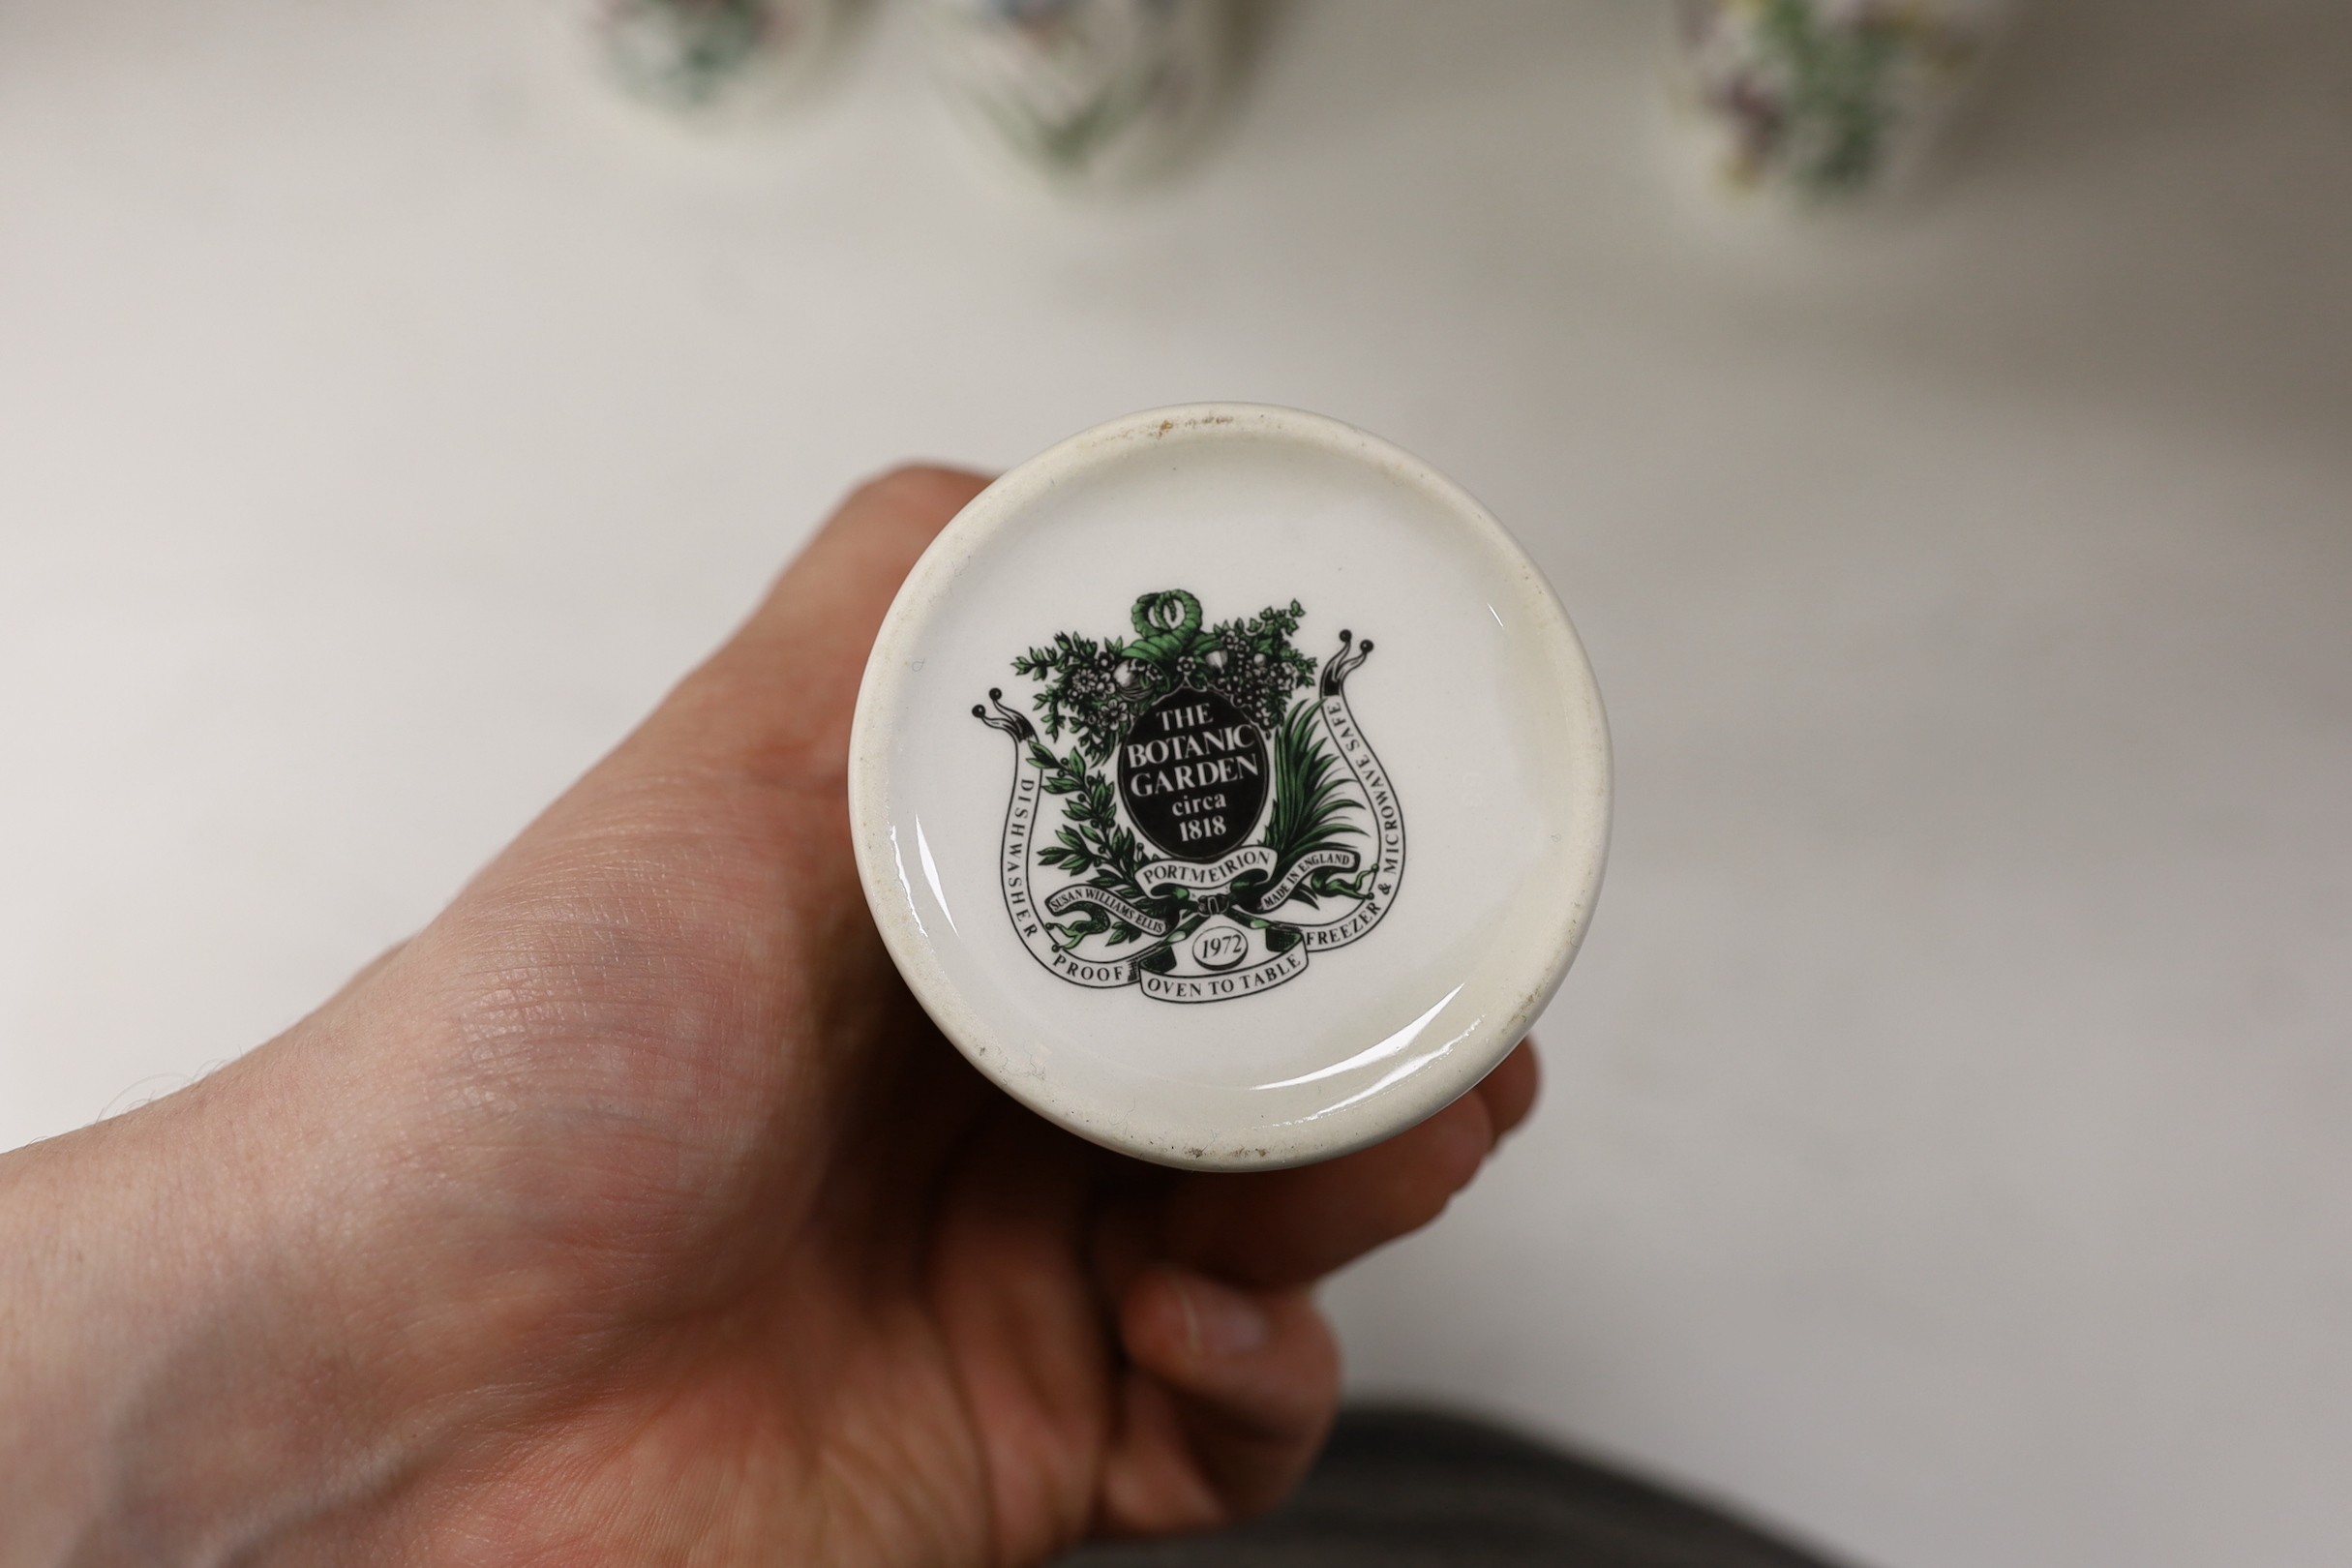 THE
BOTANIC
GARDEN
circa
1818
PORTMEIRION
SUSAN WILLIAMS-ELLIS
MADE IN ENGLAND
1972
DISHWASHER PROOF
OVEN TO TABLE
FREEZER & MICROWAVE SAFE